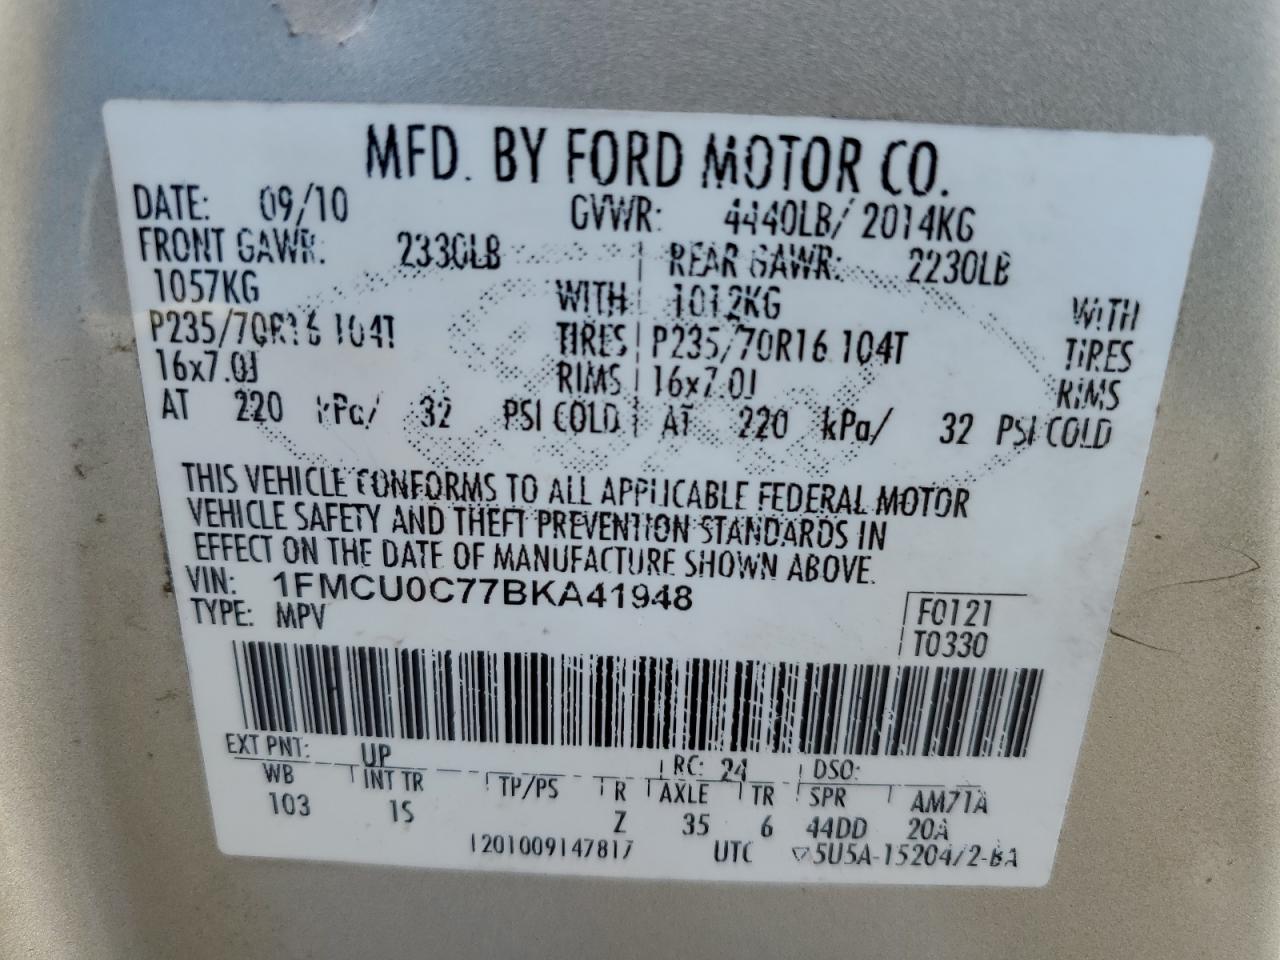 MFD. BY FORD MOTOR CO.
DATE: 09/10 GVWR: 4440LB/ 2014KG
FRONT GAWR: 2330LB REAR GAWR: 2230LB
1057KG WITH 1012KG WITH
P235/70R16 104T TIRES P235/70R16 104T TIRES
16x7.0J RIMS 16x7.0J RIMS
AT 220 kPa/ 32 PSI COLD AT 220 kPa/ 32 PSI COLD
THIS VEHICLE CONFORMS TO ALL APPLICABLE FEDERAL MOTOR
VEHICLE SAFETY AND THEFT PREVENTION STANDARDS IN
EFFECT ON THE DATE OF MANUFACTURE SHOWN ABOVE.
VIN: 1FMCU0C77BKA41948
TYPE: MPV F0121
T0330
EXT PNT: UP RC: 24 DSO:
WB INT TR TP/PS R AXLE TR SPR AM71A
103 1S Z 35 6 44DD 20A
1201009147817 UTC ▽5U5A-1520472-BA